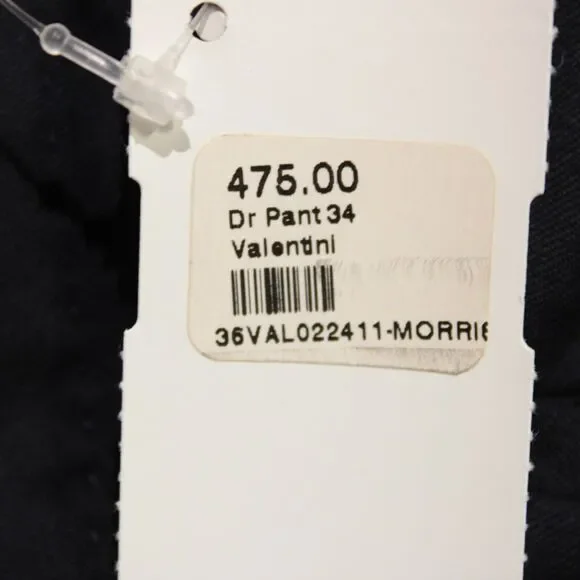 475.00
Dr Pant 34
Valentini
36VAL022411-MORRI